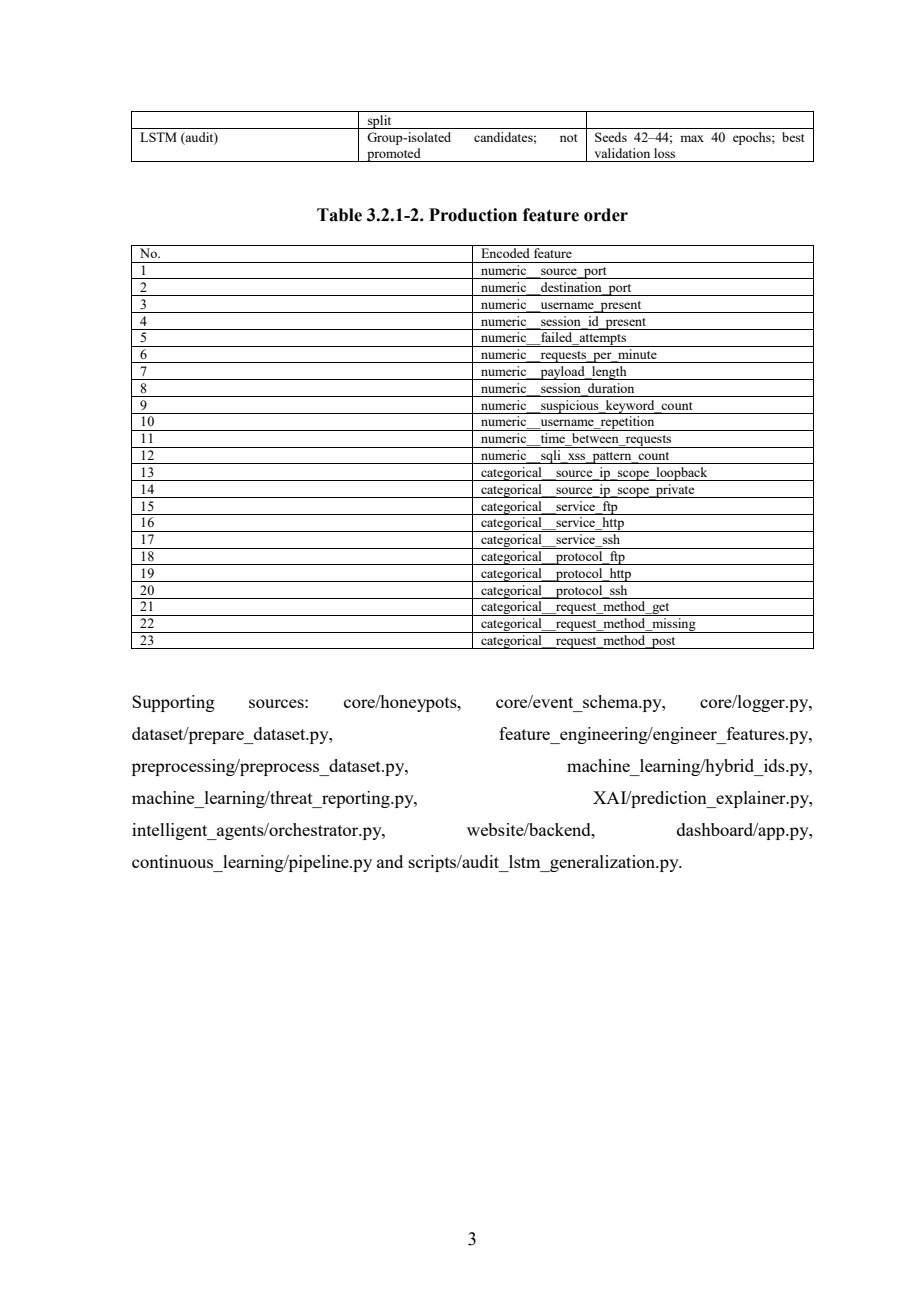 split
LSTM (audit) Group-isolated candidates; not Seeds 42–44; max 40 epochs; best
promoted validation loss
Table 3.2.1-2. Production feature order
No. Encoded feature
1 numeric__source_port
2 numeric__destination_port
3 numeric__username_present
4 numeric__session_id_present
5 numeric__failed_attempts
6 numeric__requests_per_minute
7 numeric__payload_length
8 numeric__session_duration
9 numeric__suspicious_keyword_count
10 numeric__username_repetition
11 numeric__time_between_requests
12 numeric__sqli_xss_pattern_count
13 categorical__source_ip_scope_loopback
14 categorical__source_ip_scope_private
15 categorical__service_ftp
16 categorical__service_http
17 categorical__service_ssh
18 categorical__protocol_ftp
19 categorical__protocol_http
20 categorical__protocol_ssh
21 categorical__request_method_get
22 categorical__request_method_missing
23 categorical__request_method_post
Supporting sources: core/honeypots, core/event_schema.py, core/logger.py,
dataset/prepare_dataset.py, feature_engineering/engineer_features.py,
preprocessing/preprocess_dataset.py, machine_learning/hybrid_ids.py,
machine_learning/threat_reporting.py, XAI/prediction_explainer.py,
intelligent_agents/orchestrator.py, website/backend, dashboard/app.py,
continuous_learning/pipeline.py and scripts/audit_lstm_generalization.py.
3